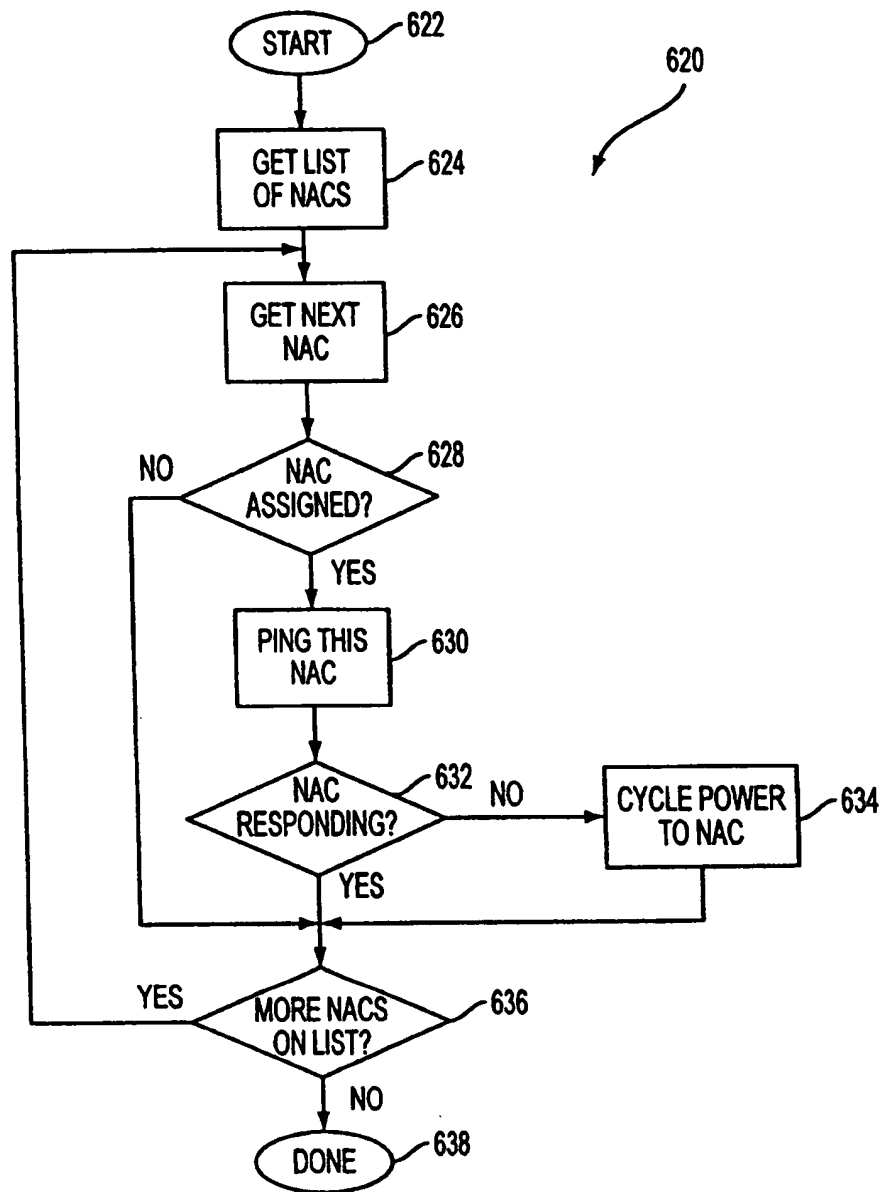 START
622
620
GET LIST
OF NACS
624
GET NEXT
NAC
626
NO
NAC
ASSIGNED?
628
YES
PING THIS
NAC
630
NAC
RESPONDING?
632
NO
CYCLE POWER
TO NAC
634
YES
YES
MORE NACS
ON LIST?
636
NO
DONE
638